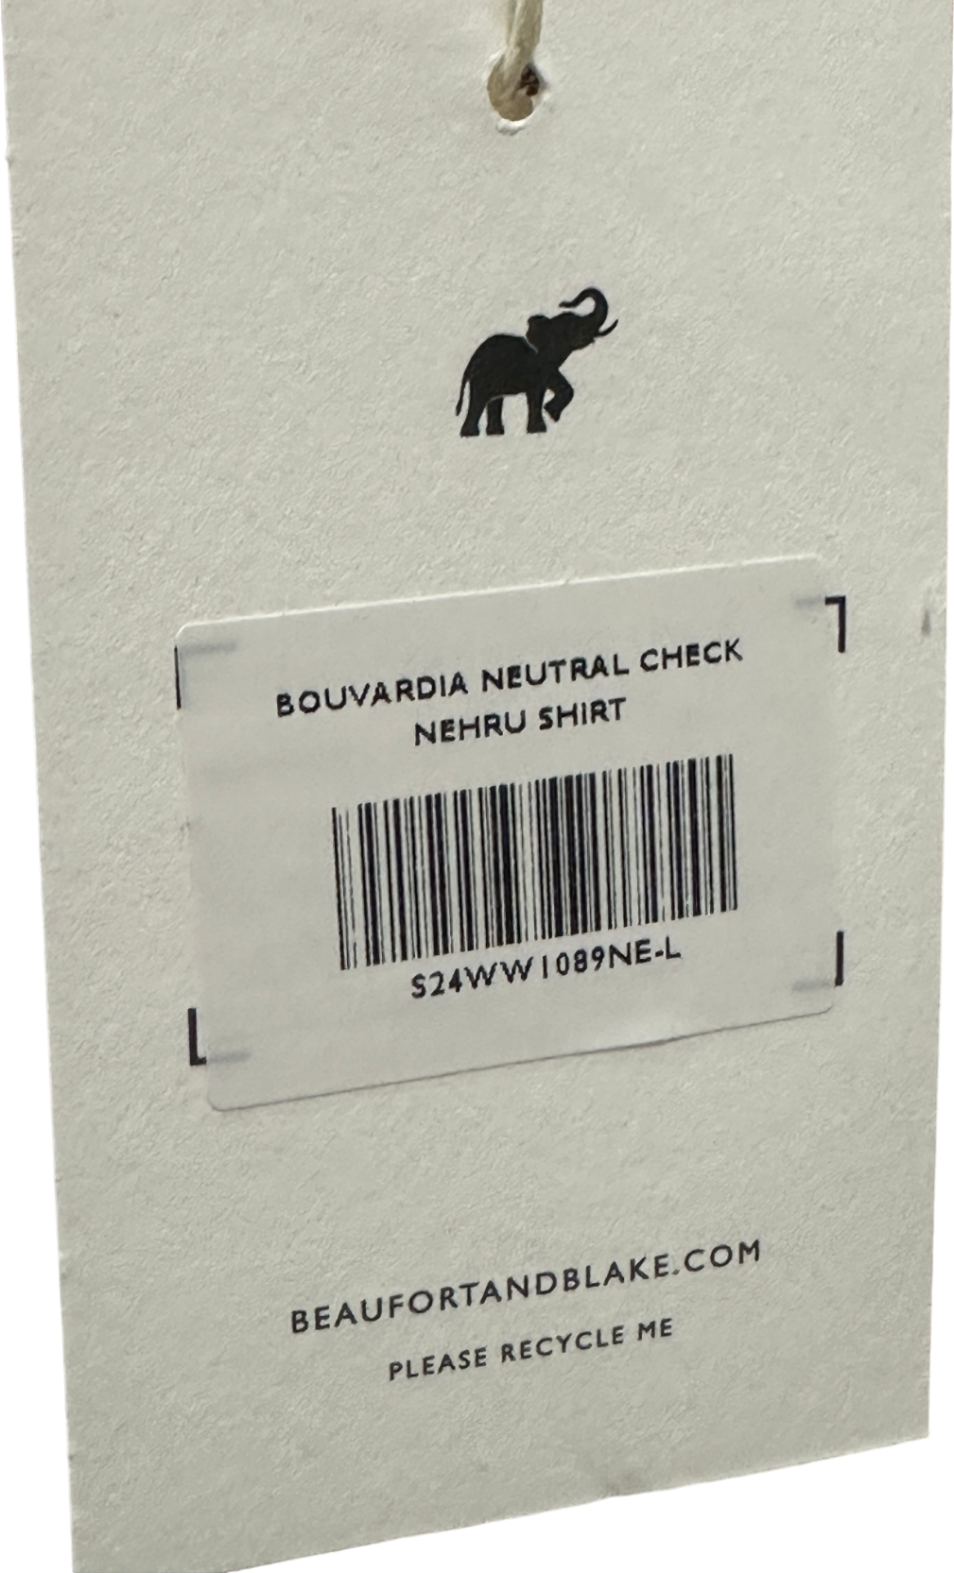 BOUVARDIA NEUTRAL CHECK
NEHRU SHIRT
S24WW1089NE-L
BEAUFORTANDBLAKE.COM
PLEASE RECYCLE ME